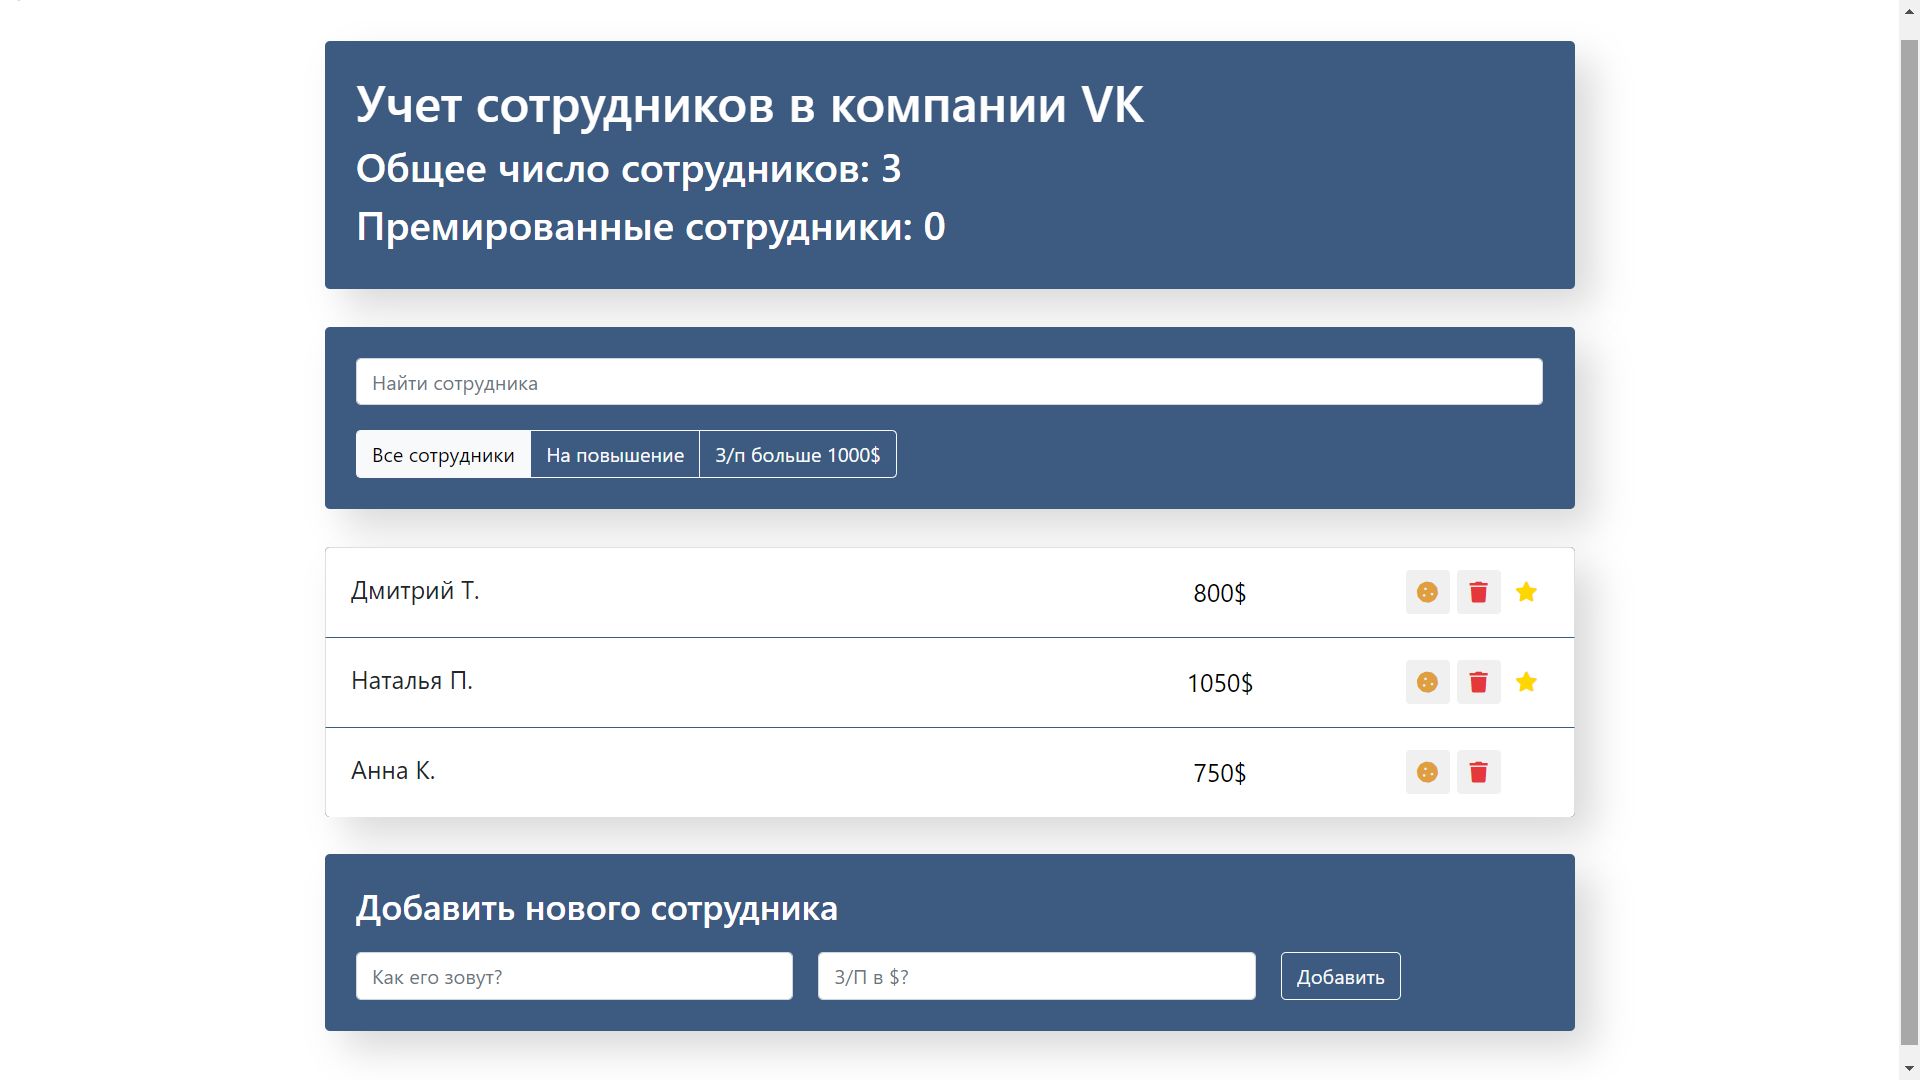 Учет сотрудников в компании VK
Общее число сотрудников: 3
Премированные сотрудники: 0
Найти сотрудника
Все сотрудники На повышение З/п больше 1000$
Дмитрий Т. 800$
Наталья П. 1050$
Анна К. 750$
Добавить нового сотрудника
Как его зовут? З/П в $? Добавить